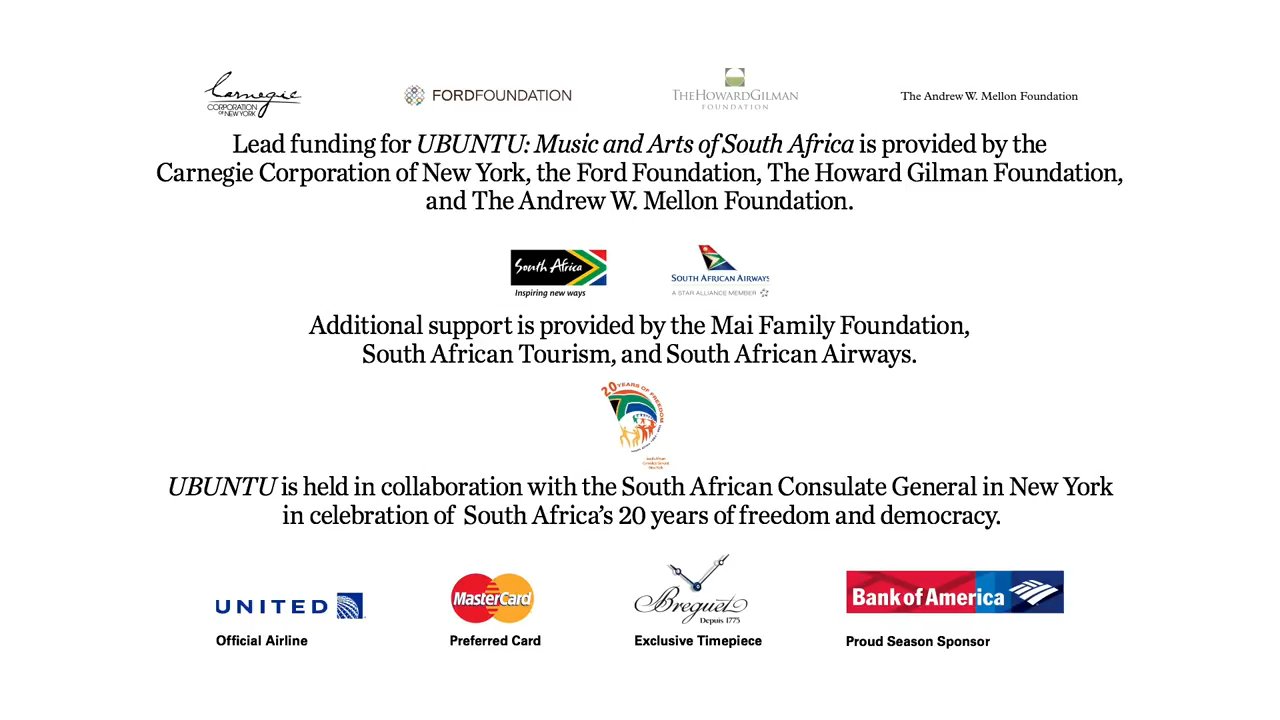 Carnegie
CORPORATION
OF NEW YORK
FORDFOUNDATION
THEHOWARDGILMAN
FOUNDATION
The Andrew W. Mellon Foundation
Lead funding for UBUNTU: Music and Arts of South Africa is provided by the
Carnegie Corporation of New York, the Ford Foundation, The Howard Gilman Foundation,
and The Andrew W. Mellon Foundation.
South Africa
Inspiring new ways
SOUTH AFRICAN AIRWAYS
A STAR ALLIANCE MEMBER
Additional support is provided by the Mai Family Foundation,
South African Tourism, and South African Airways.
20 YEARS OF FREEDOM
South African
Consulate General
New York
UBUNTU is held in collaboration with the South African Consulate General in New York
in celebration of South Africa's 20 years of freedom and democracy.
UNITED
Official Airline
MasterCard
Preferred Card
Breguet
Depuis 1775
Exclusive Timepiece
Bank of America
Proud Season Sponsor